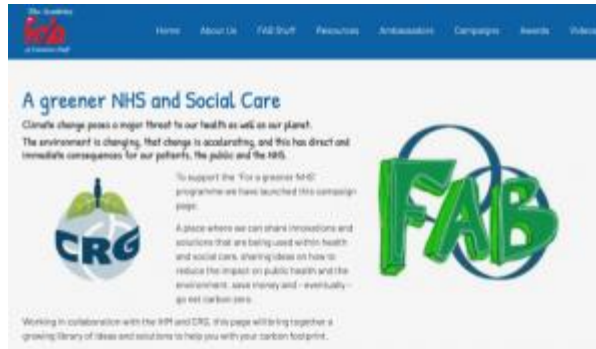 The Academy
fab
of Fabulous Stuff
Home About Us FAB Stuff Resources Ambassadors Campaigns Awards Videos
A greener NHS and Social Care
Climate change poses a major threat to our health as well as our planet.
The environment is changing, that change is accelerating, and this has direct and
immediate consequences for our patients, the public and the NHS.
To support the 'For a greener NHS'
programme we have launched this campaign
page.
A place where we can share innovations and
solutions that are being used within health
and social care, sharing ideas on how to
reduce the impact on public health and the
environment, save money and - eventually -
go net carbon zero.
CRG
FAB
Working in collaboration with the IHM and CRG, this page will bring together a
growing library of ideas and solutions to help you with your carbon footprint.